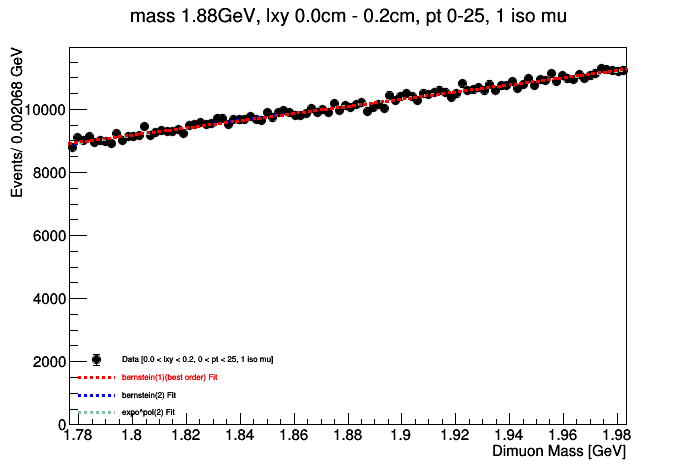 mass 1.88GeV, lxy 0.0cm - 0.2cm, pt 0-25, 1 iso mu
Events/ 0.002068 GeV
10000
8000
6000
4000
2000
0
Data [0.0 < lxy < 0.2, 0 < pt < 25, 1 iso mu]
bernstein(1)(best order) Fit
bernstein(2) Fit
expo^pol(2) Fit
1.78 1.8 1.82 1.84 1.86 1.88 1.9 1.92 1.94 1.96 1.98
Dimuon Mass [GeV]